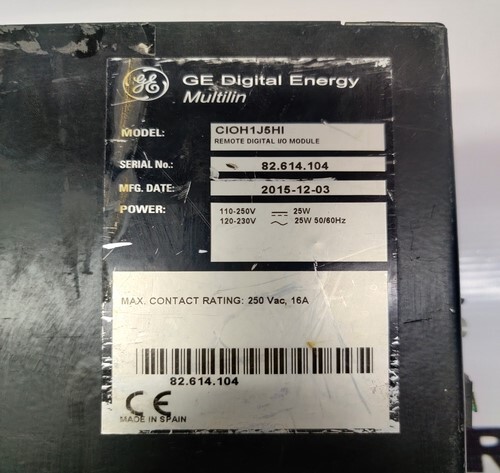 GE GE Digital Energy
Multilin
MODEL: CIOH1J5HI
REMOTE DIGITAL I/O MODULE
SERIAL No.: 82.614.104
MFG. DATE: 2015-12-03
POWER: 110-250V ⎓ 25W
120-230V ~ 25W 50/60Hz
MAX. CONTACT RATING: 250 Vac, 16A
82.614.104
CE
MADE IN SPAIN